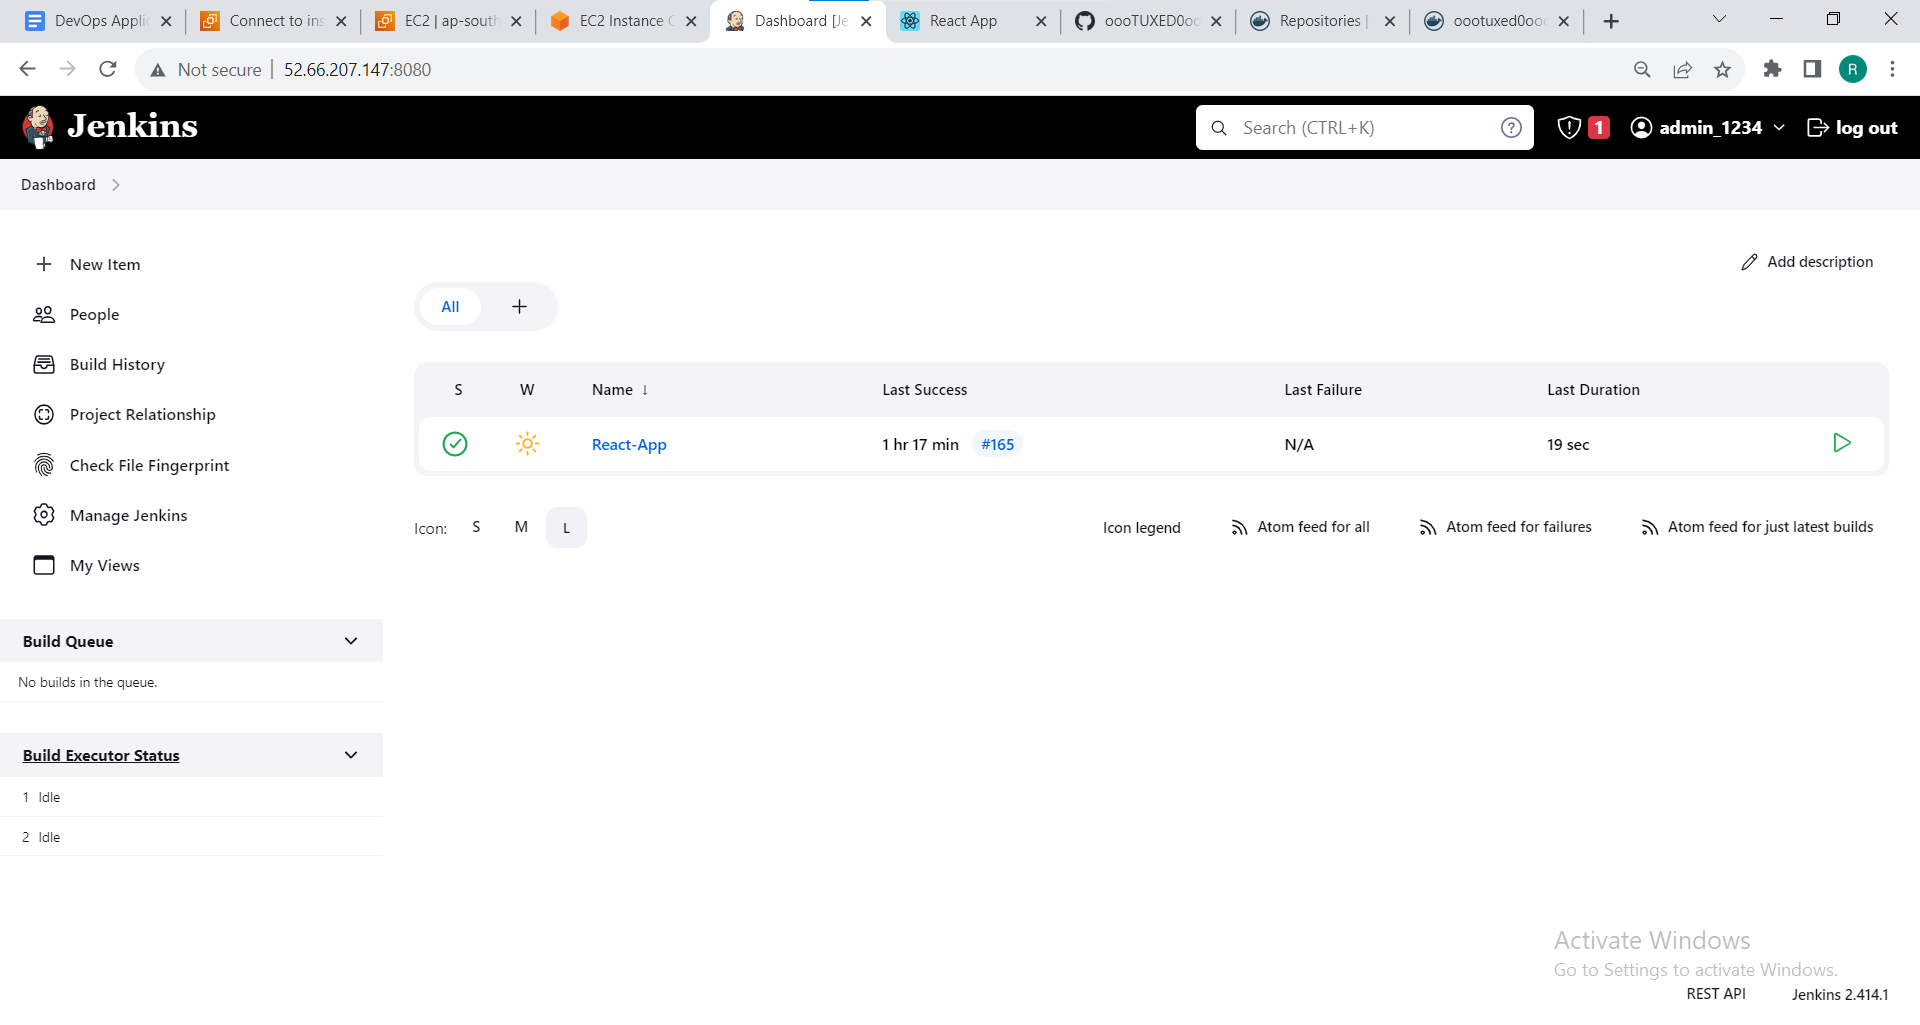 DevOps Applic
Connect to ins
EC2 | ap-south
EC2 Instance C
Dashboard [Je
React App
oooTUXED0oo
Repositories |
oootuxed0ooo
Not secure
52.66.207.147:8080
R
Jenkins
Search (CTRL+K)
1
admin_1234
log out
Dashboard
New Item
People
Build History
Project Relationship
Check File Fingerprint
Manage Jenkins
My Views
Build Queue
No builds in the queue.
Build Executor Status
1 Idle
2 Idle
Add description
All
S W Name ↓ Last Success Last Failure Last Duration
React-App 1 hr 17 min #165 N/A 19 sec
Icon: S M L
Icon legend
Atom feed for all
Atom feed for failures
Atom feed for just latest builds
Activate Windows
Go to Settings to activate Windows.
REST API
Jenkins 2.414.1